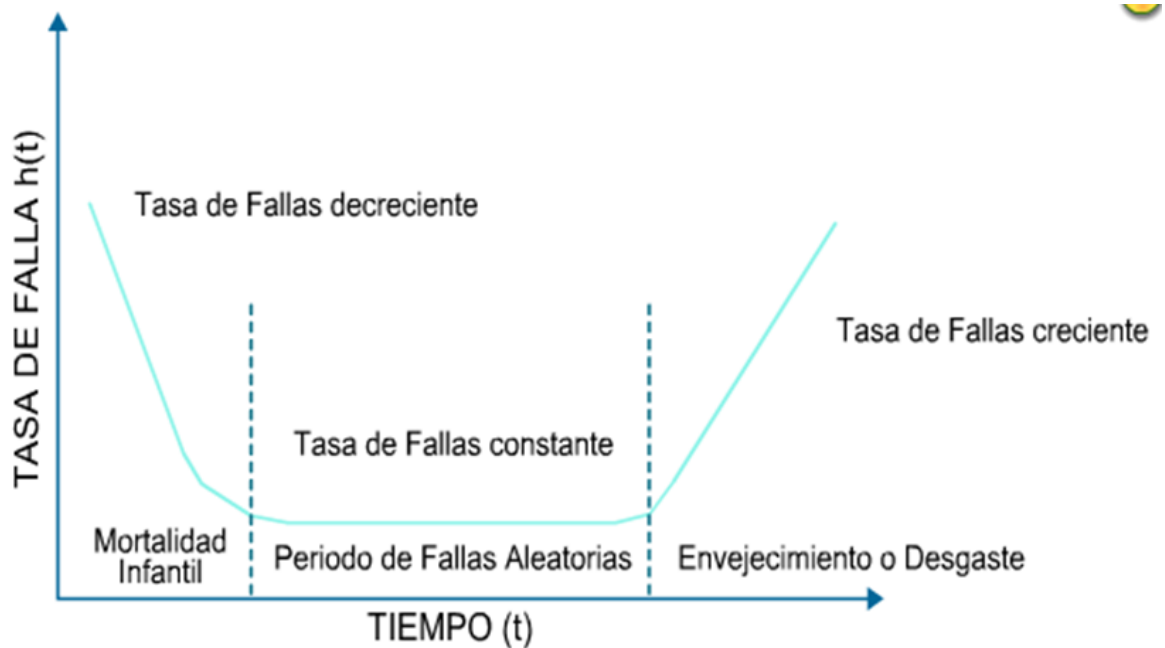 TASA DE FALLA h(t)
Tasa de Fallas decreciente
Tasa de Fallas creciente
Tasa de Fallas constante
Mortalidad
Infantil
Periodo de Fallas Aleatorias
Envejecimiento o Desgaste
TIEMPO (t)